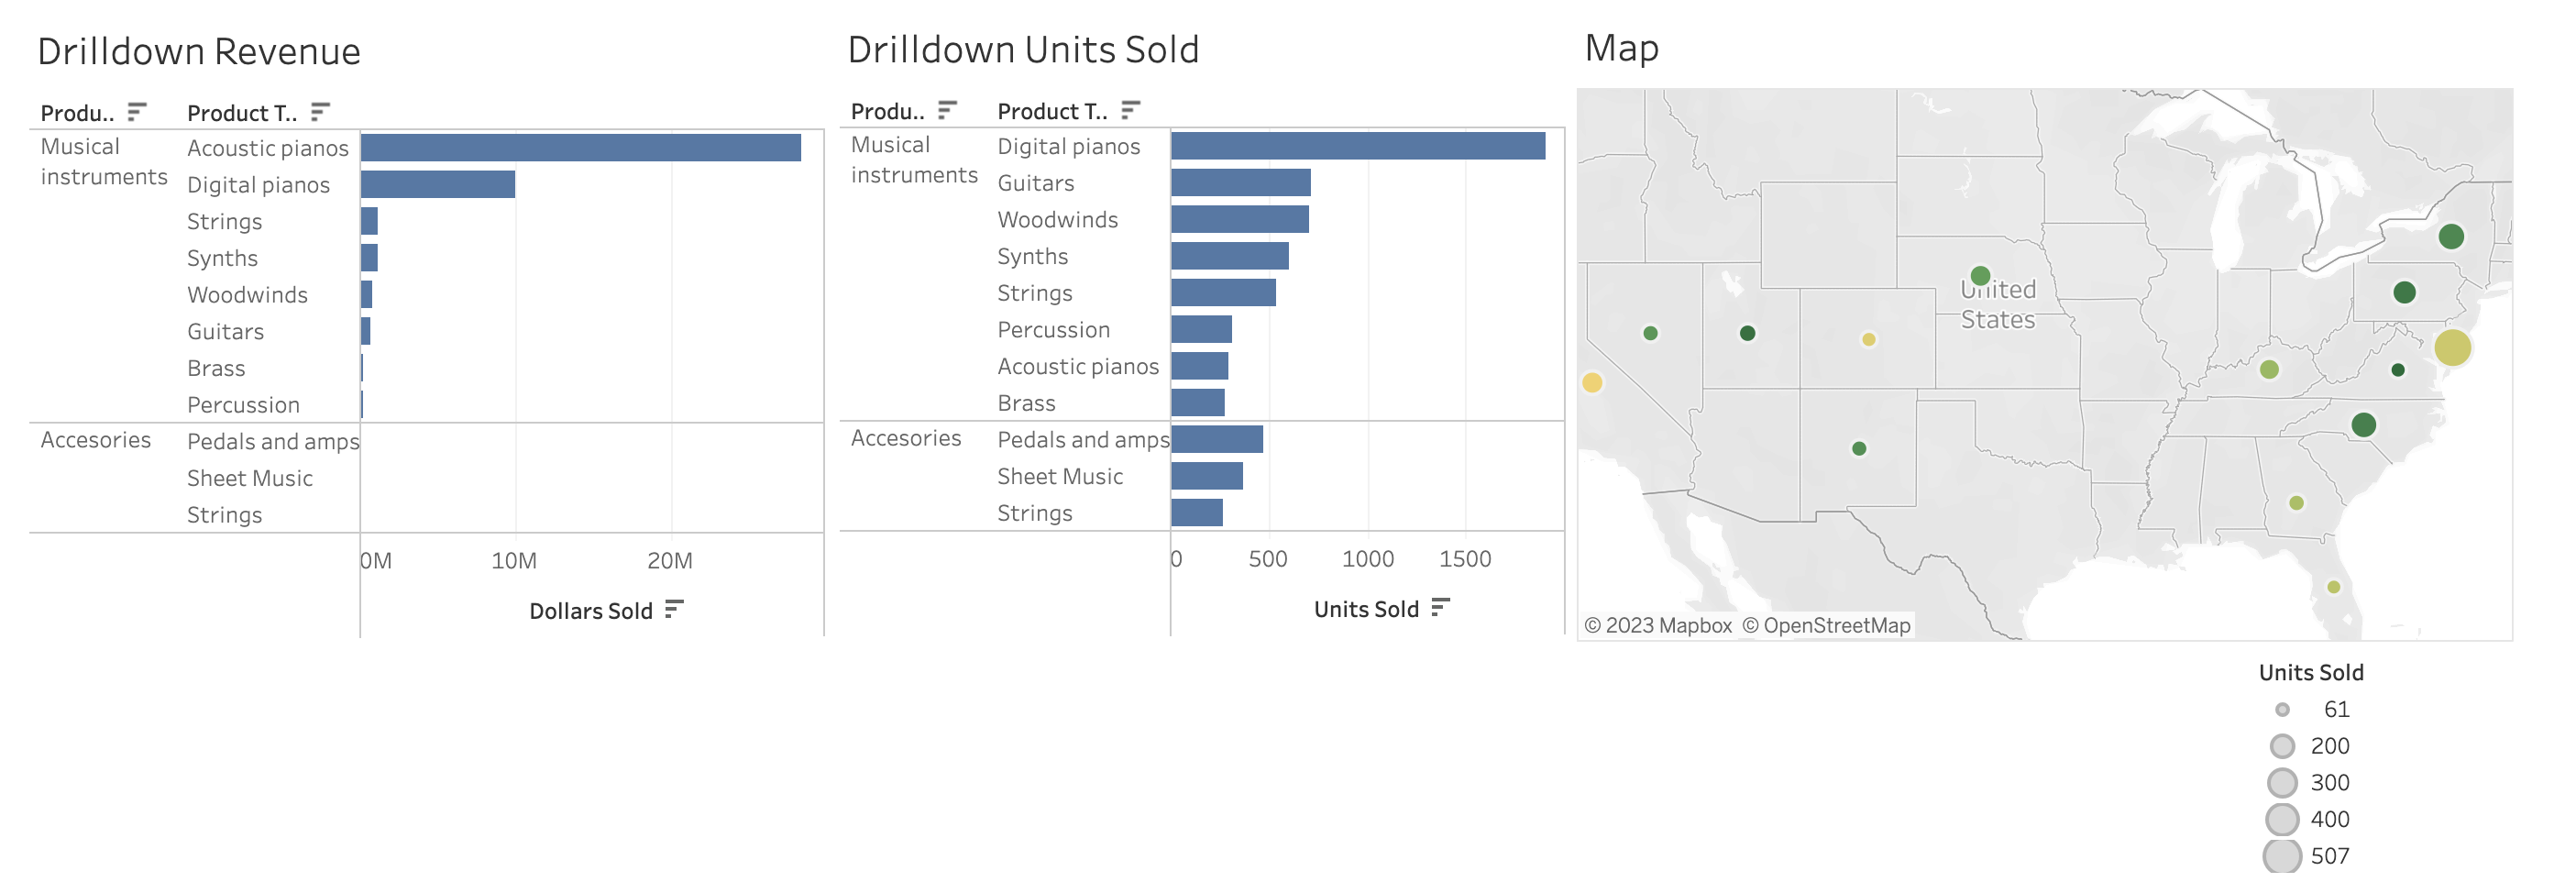 Drilldown Revenue
Produ..
Product T..
Musical
instruments
Acoustic pianos
Digital pianos
Strings
Synths
Woodwinds
Guitars
Brass
Percussion
Accesories
Pedals and amps
Sheet Music
Strings
0M
10M
20M
Dollars Sold
Drilldown Units Sold
Produ..
Product T..
Musical
instruments
Digital pianos
Guitars
Woodwinds
Synths
Strings
Percussion
Acoustic pianos
Brass
Accesories
Pedals and amps
Sheet Music
Strings
0
500
1000
1500
Units Sold
Map
United
States
© 2023 Mapbox © OpenStreetMap
Units Sold
61
200
300
400
507